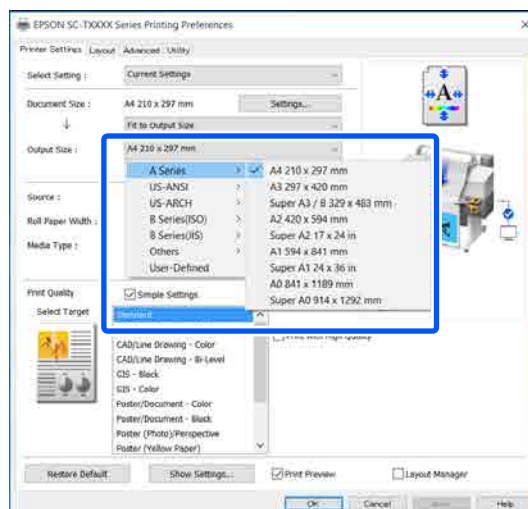 EPSON SC-TXXXX Series Printing Preferences
Printer Settings Layout Advanced Utility
Select Setting : Current Settings
Document Size : A4 210 x 297 mm Settings...
Fit to Output Size
Output Size : A4 210 x 297 mm
A Series A4 210 x 297 mm
US-ANSI A3 297 x 420 mm
US-ARCH Super A3 / B 329 x 483 mm
Source : B Series(ISO) A2 420 x 594 mm
Roll Paper Width : B Series(JIS) Super A2 17 x 24 in
Media Type : Others A1 594 x 841 mm
User-Defined Super A1 24 x 36 in
A0 841 x 1189 mm
Print Quality Simple Settings Super A0 914 x 1292 mm
Select Target Standard
Print with High Quality
CAD/Line Drawing - Color
CAD/Line Drawing - Bi-Level
GIS - Black
GIS - Color
Poster/Document - Color
Poster/Document - Black
Poster (Photo)/Perspective
Poster (Yellow Paper)
Restore Default Show Settings... Print Preview Layout Manager
OK Cancel Help